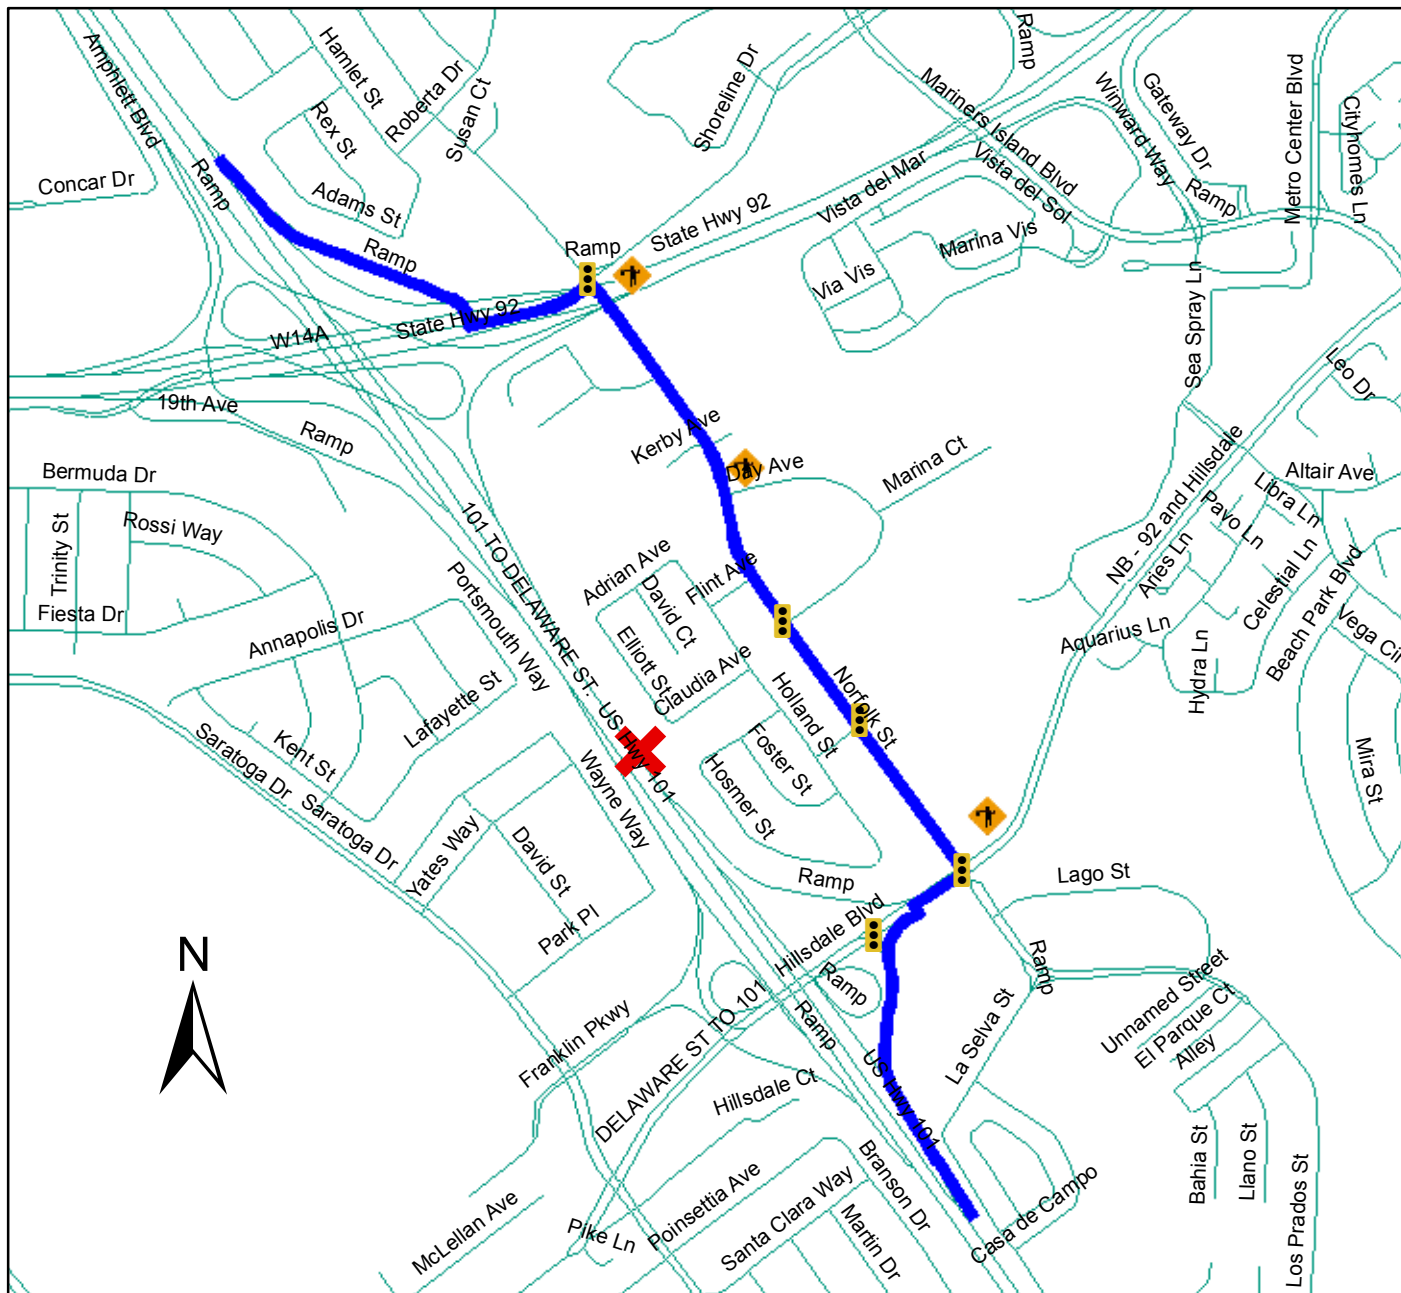 Amphlett Blvd
Hamlet St
Roberta Dr
Susan Ct
Rex St
Adams St
Concar Dr
Ramp
Ramp
Ramp
State Hwy 92
Shoreline Dr
Ramp
Mariners Island Blvd
Winward Way
Gateway Dr
Metro Center Blvd
Cityhomes Ln
Vista del Mar
Vista del Sol
Ramp
Marina Vis
Via Vis
Sea Spray Ln
W14A
State Hwy 92
19th Ave
Ramp
Leo Dr
Kerby Ave
Day Ave
Marina Ct
NB - 92 and Hillsdale
Altair Ave
Libra Ln
Pavo Ln
Aries Ln
Celestial Ln
Beach Park Blvd
Vega Cir
Aquarius Ln
Hydra Ln
Mira St
Bermuda Dr
Rossi Way
Trinity St
Fiesta Dr
Annapolis Dr
101 TO DELAWARE ST.
Portsmouth Way
Adrian Ave
David Ct
Flint Ave
Elliott St
Claudia Ave
Holland St
Norfolk St
Foster St
Hosmer St
US Hwy 101
Wayne Way
Lafayette St
Kent St
Saratoga Dr
Saratoga Dr
Yates Way
David St
Park Pl
Ramp
Hillsdale Blvd
Lago St
Ramp
Ramp
Ramp
La Selva St
Unnamed Street
El Parque Ct
Alley
N
Franklin Pkwy
DELAWARE ST TO 101
Hillsdale Ct
US Hwy 101
Branson Dr
Casa de Campo
Bahia St
Llano St
Los Prados St
McLellan Ave
Pike Ln
Poinsettia Ave
Santa Clara Way
Martin Dr